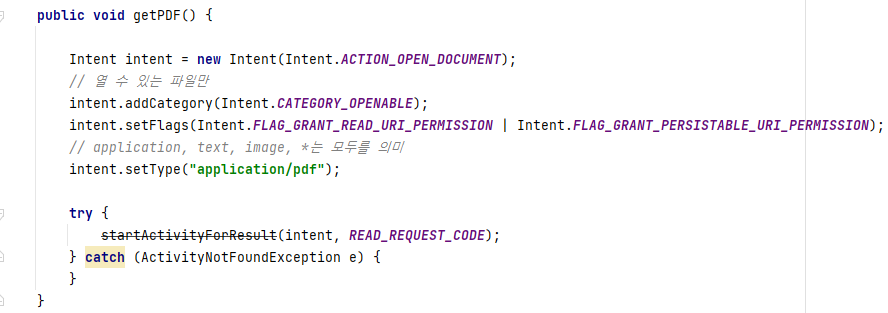 public void getPDF() {
Intent intent = new Intent(Intent.ACTION_OPEN_DOCUMENT);
// 열 수 있는 파일만
intent.addCategory(Intent.CATEGORY_OPENABLE);
intent.setFlags(Intent.FLAG_GRANT_READ_URI_PERMISSION | Intent.FLAG_GRANT_PERSISTABLE_URI_PERMISSION);
// application, text, image, *는 모두를 의미
intent.setType("application/pdf");
try {
startActivityForResult(intent, READ_REQUEST_CODE);
} catch (ActivityNotFoundException e) {
}
}